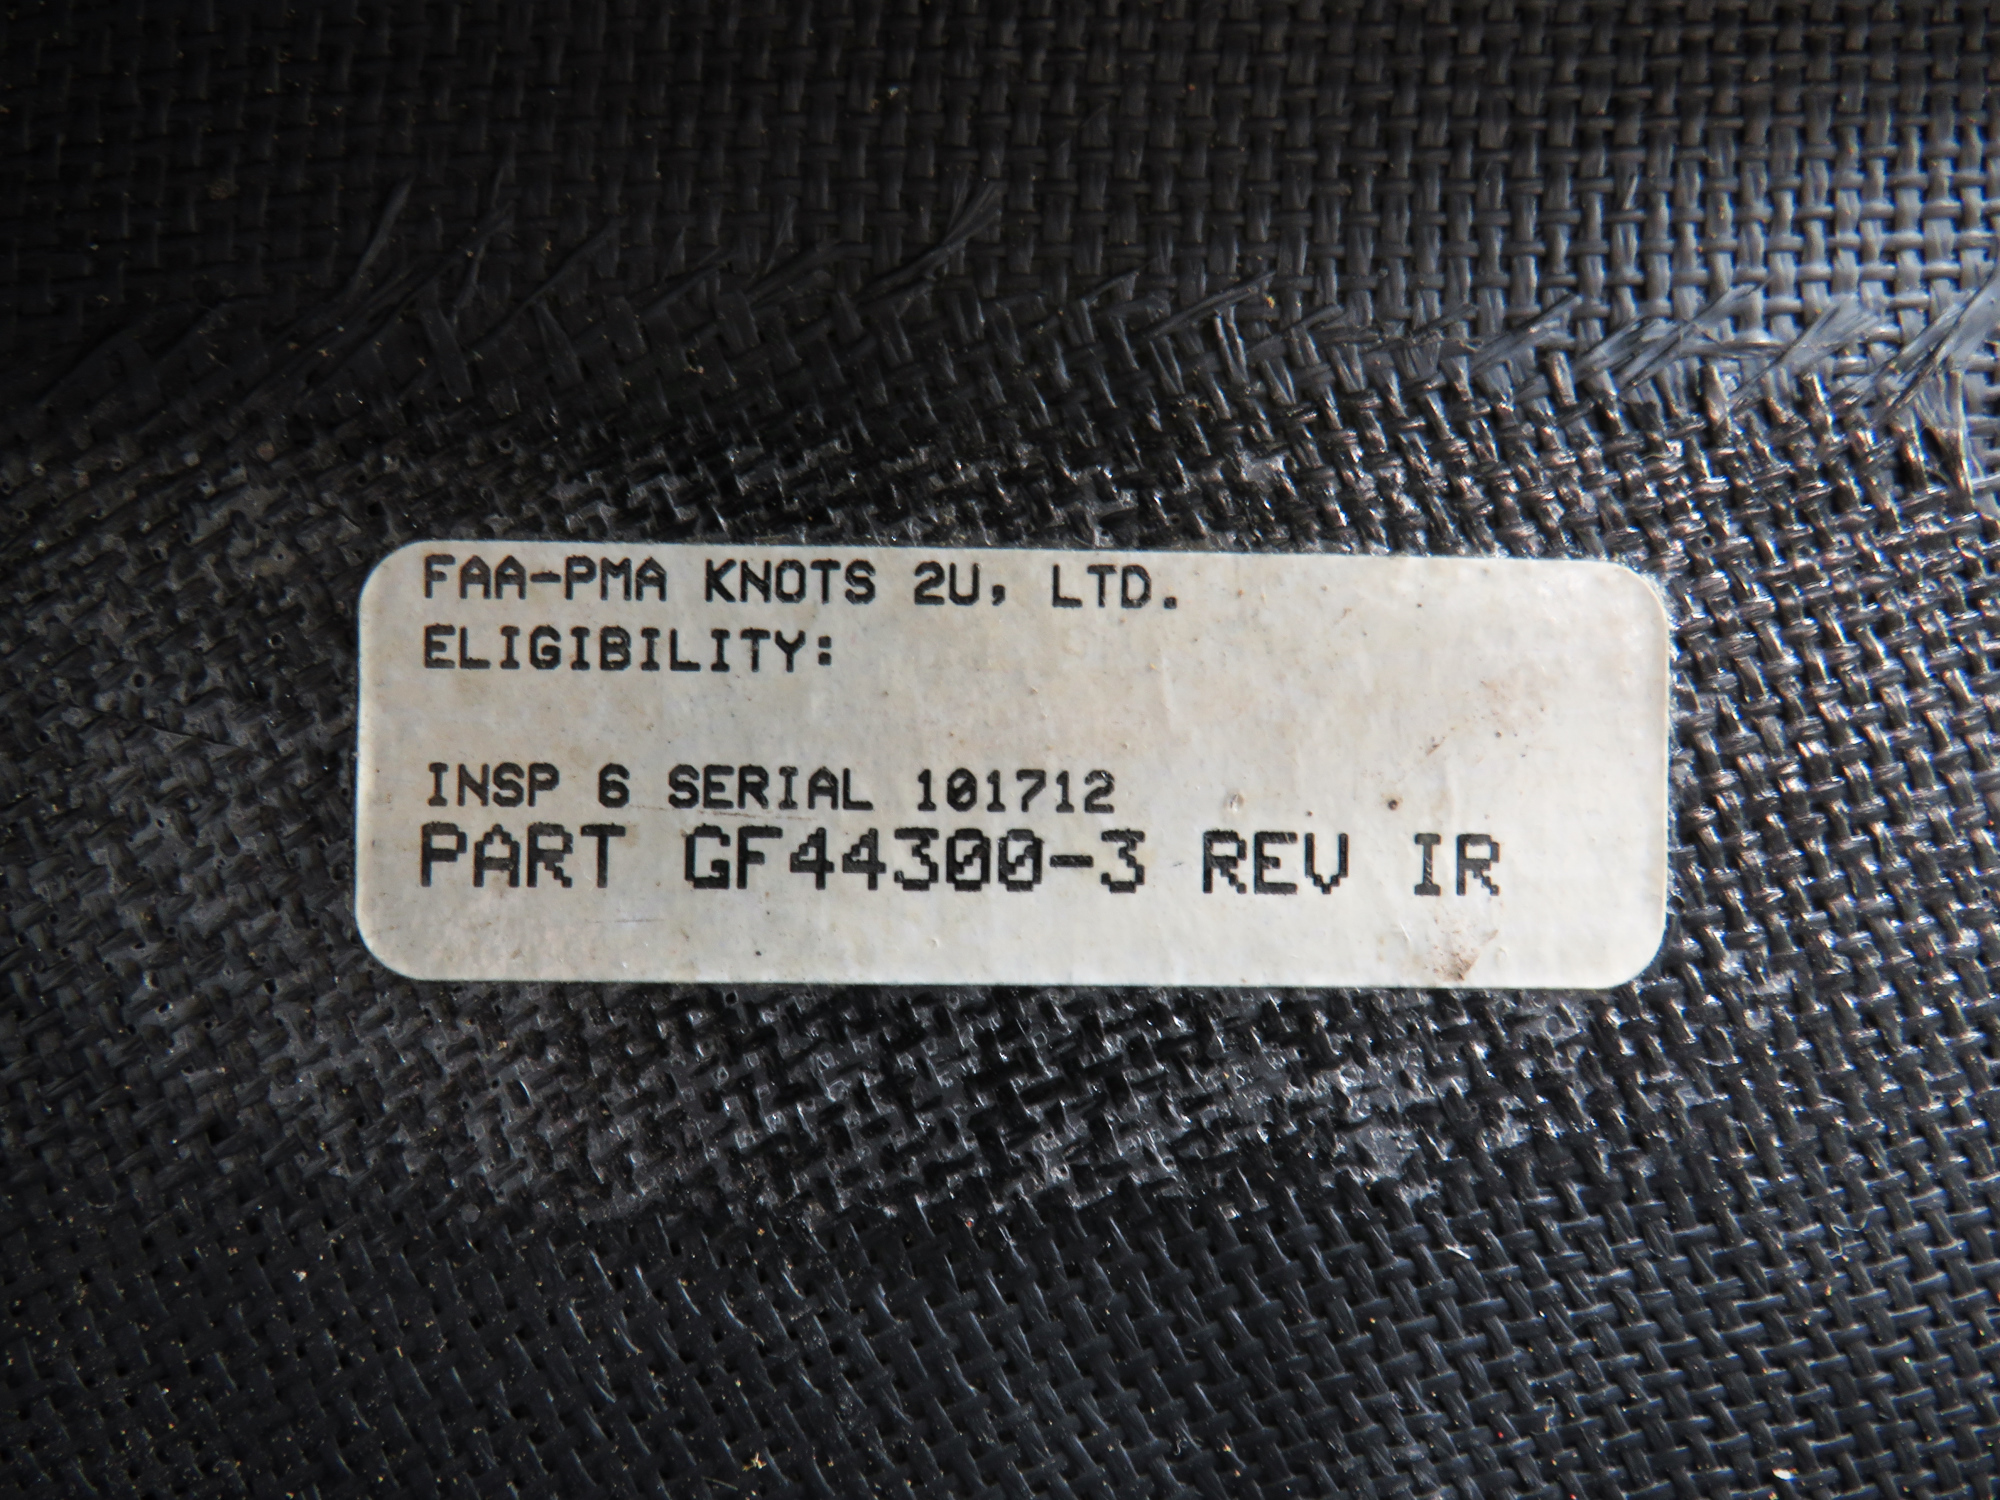 FAA-PMA KNOTS 2U, LTD.
ELIGIBILITY:
INSP 6 SERIAL 101712
PART GF44300-3 REV IR